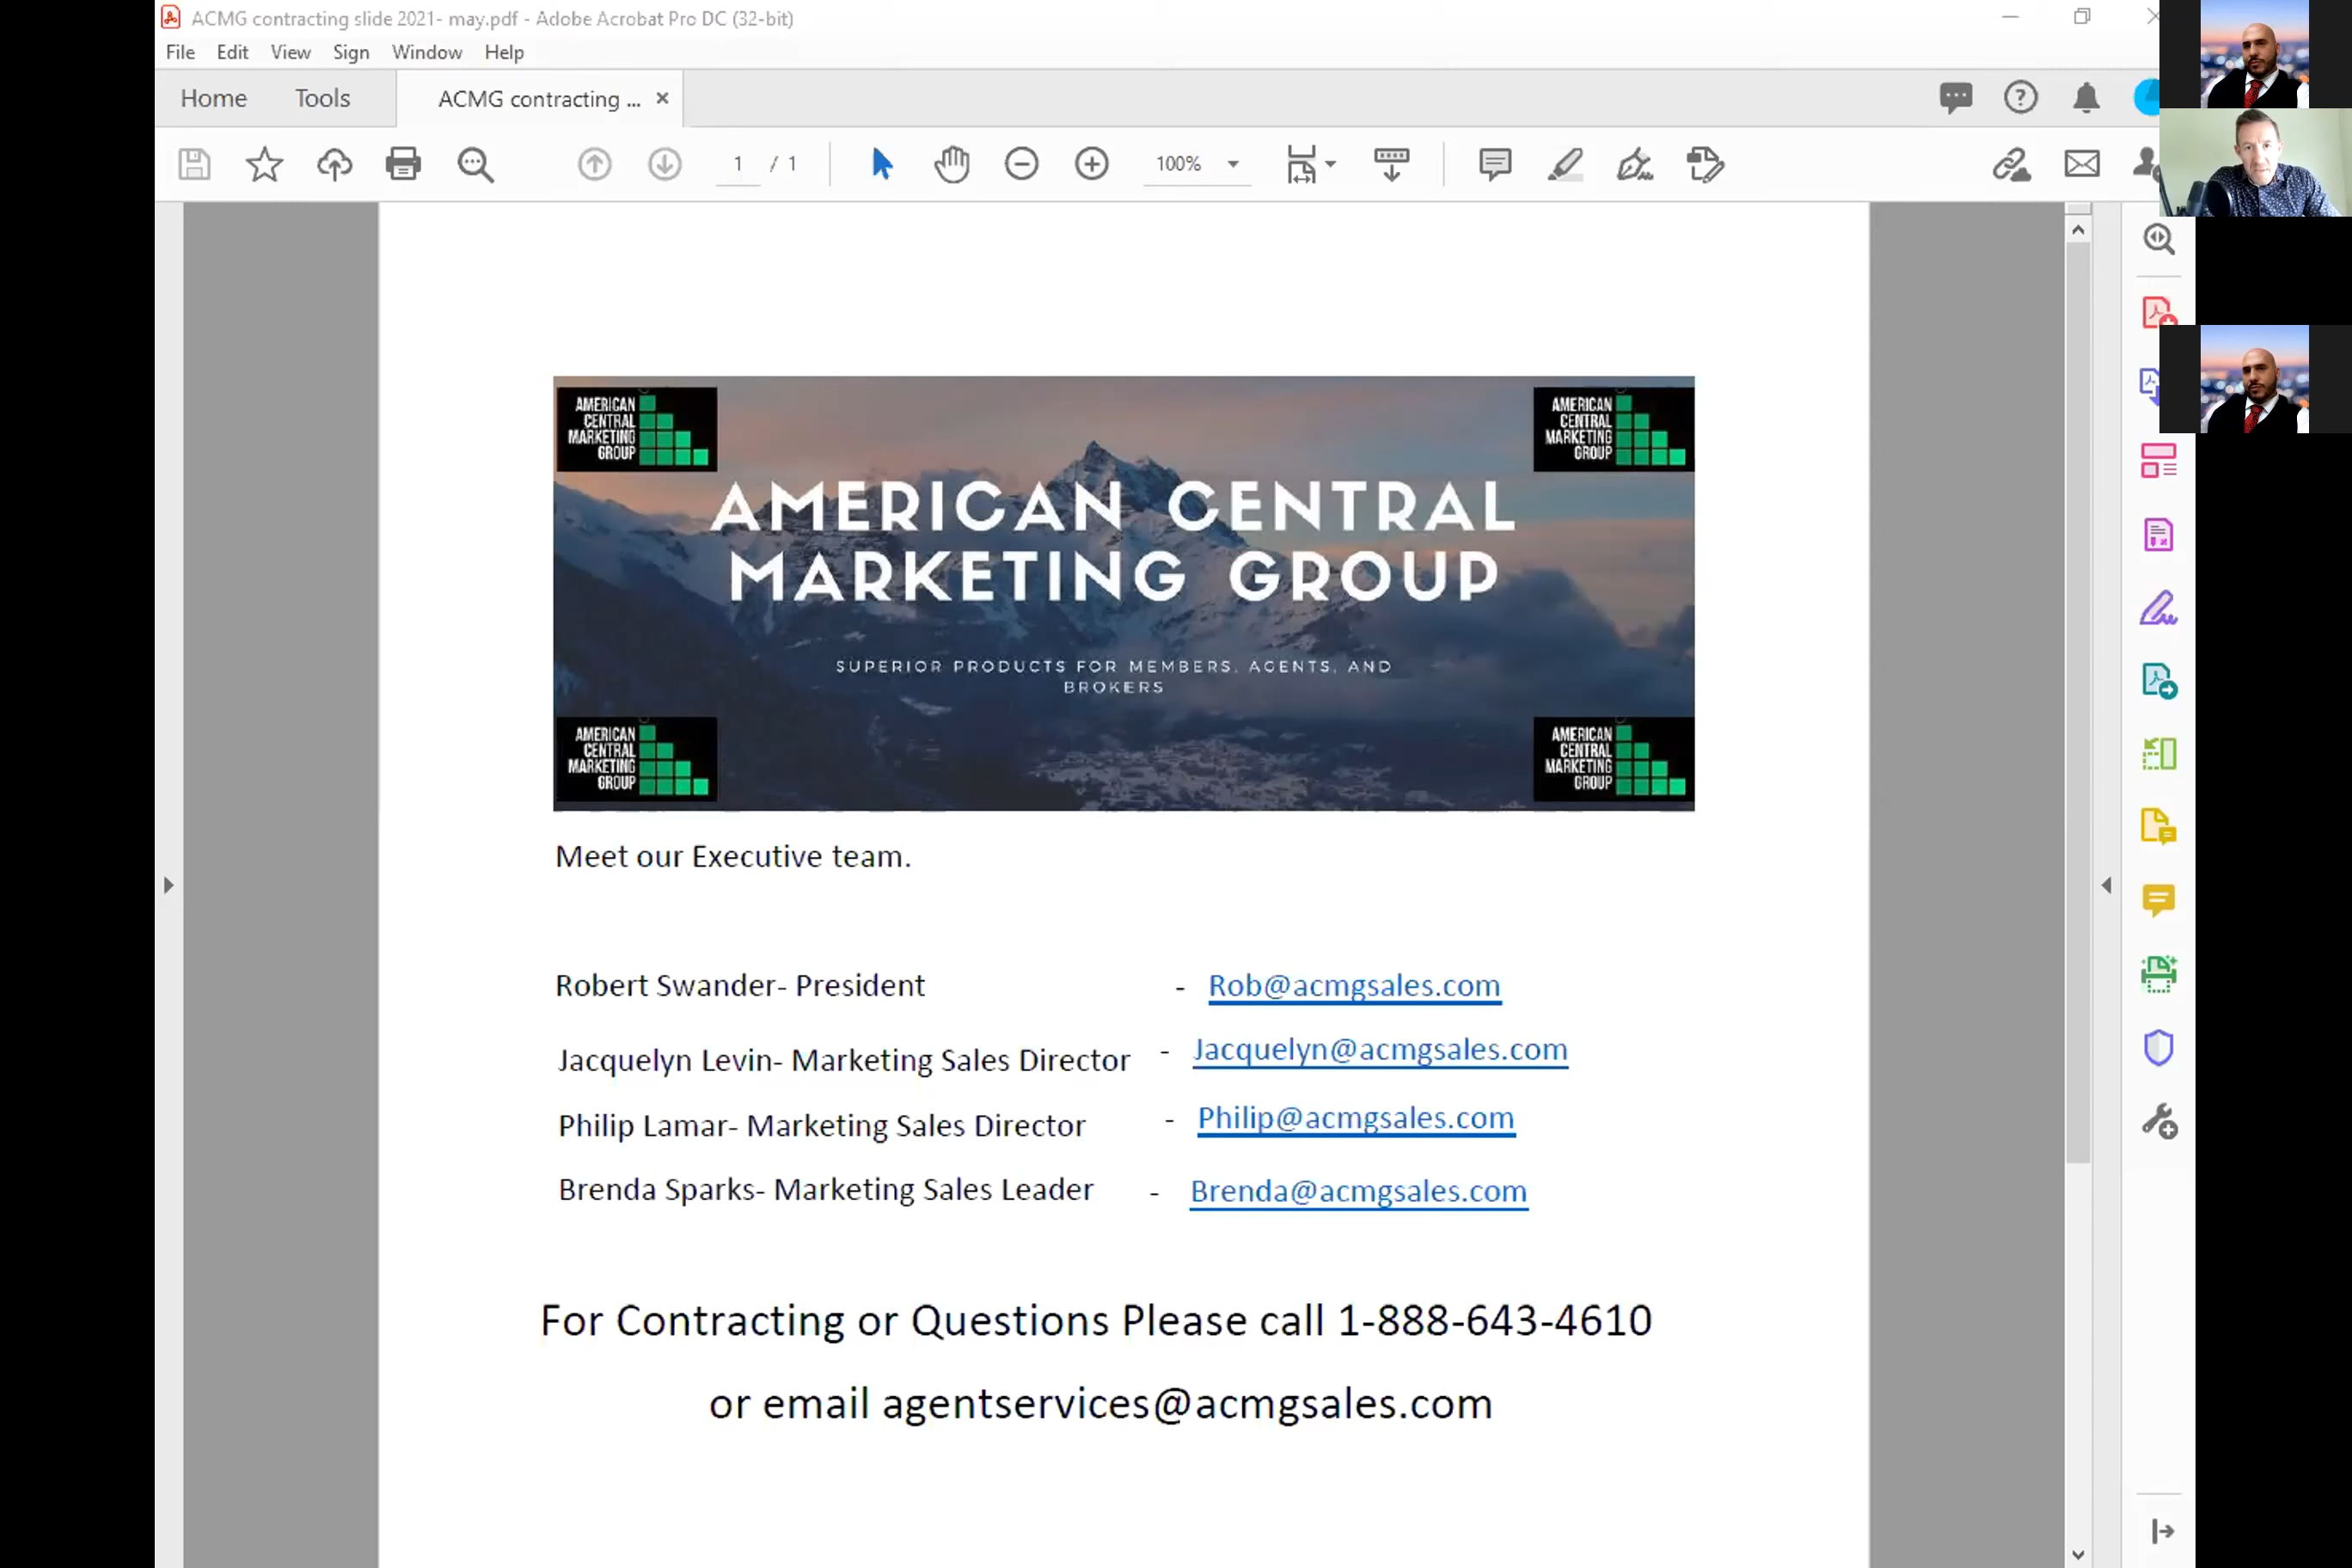 ACMG contracting slide 2021- may.pdf - Adobe Acrobat Pro DC (32-bit)
File Edit View Sign Window Help
Home Tools ACMG contracting ...
1 / 1 100%
AMERICAN
CENTRAL
MARKETING
GROUP
AMERICAN
CENTRAL
MARKETING
GROUP
AMERICAN CENTRAL
MARKETING GROUP
SUPERIOR PRODUCTS FOR MEMBERS, AGENTS, AND
BROKERS
AMERICAN
CENTRAL
MARKETING
GROUP
AMERICAN
CENTRAL
MARKETING
GROUP
Meet our Executive team.
Robert Swander- President - Rob@acmgsales.com
Jacquelyn Levin- Marketing Sales Director - Jacquelyn@acmgsales.com
Philip Lamar- Marketing Sales Director - Philip@acmgsales.com
Brenda Sparks- Marketing Sales Leader - Brenda@acmgsales.com
For Contracting or Questions Please call 1-888-643-4610
or email agentservices@acmgsales.com